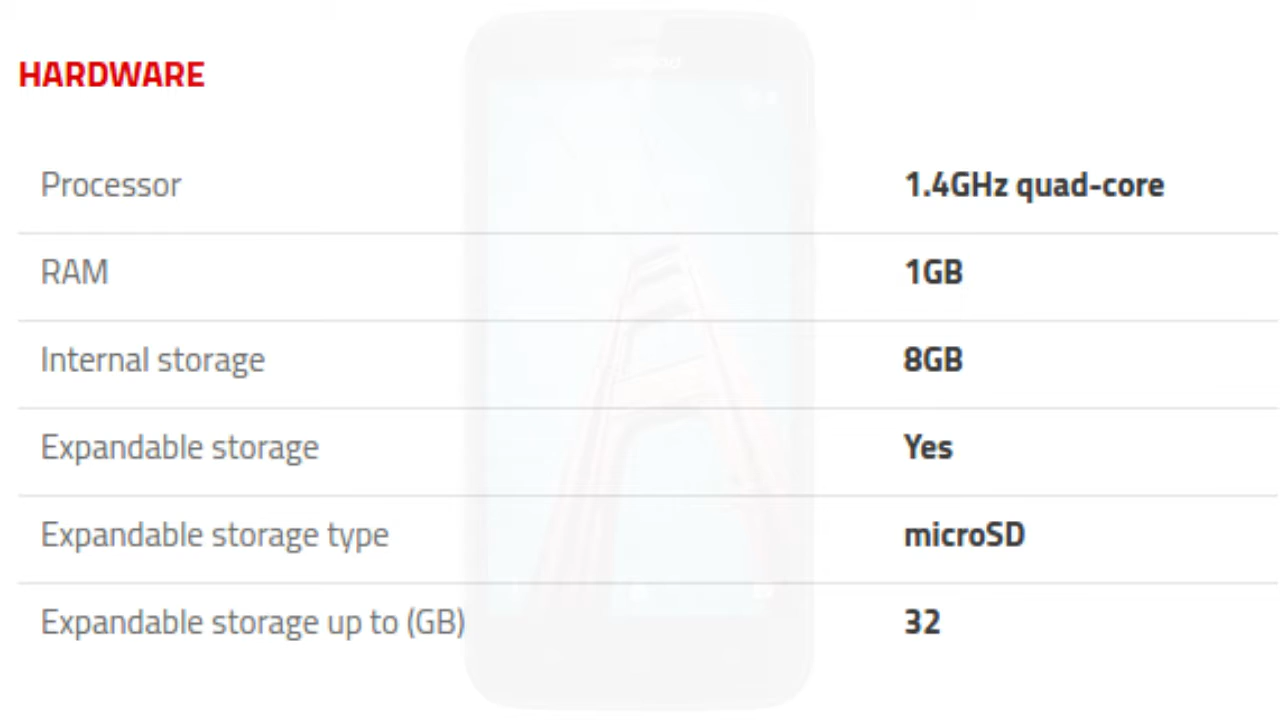 HARDWARE
Processor 1.4GHz quad-core
RAM 1GB
Internal storage 8GB
Expandable storage Yes
Expandable storage type microSD
Expandable storage up to (GB) 32